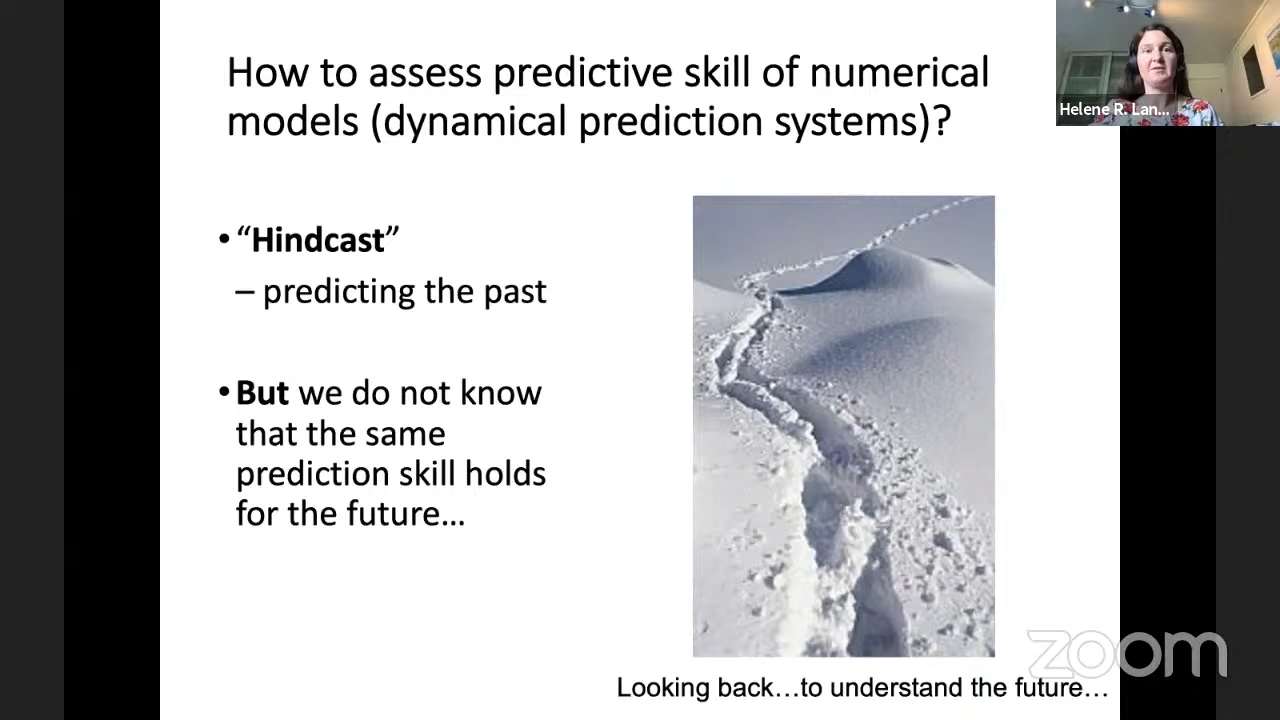 How to assess predictive skill of numerical
models (dynamical prediction systems)?
Helene R. Lan...
• “Hindcast”
– predicting the past
• But we do not know
that the same
prediction skill holds
for the future...
zoom
Looking back...to understand the future...